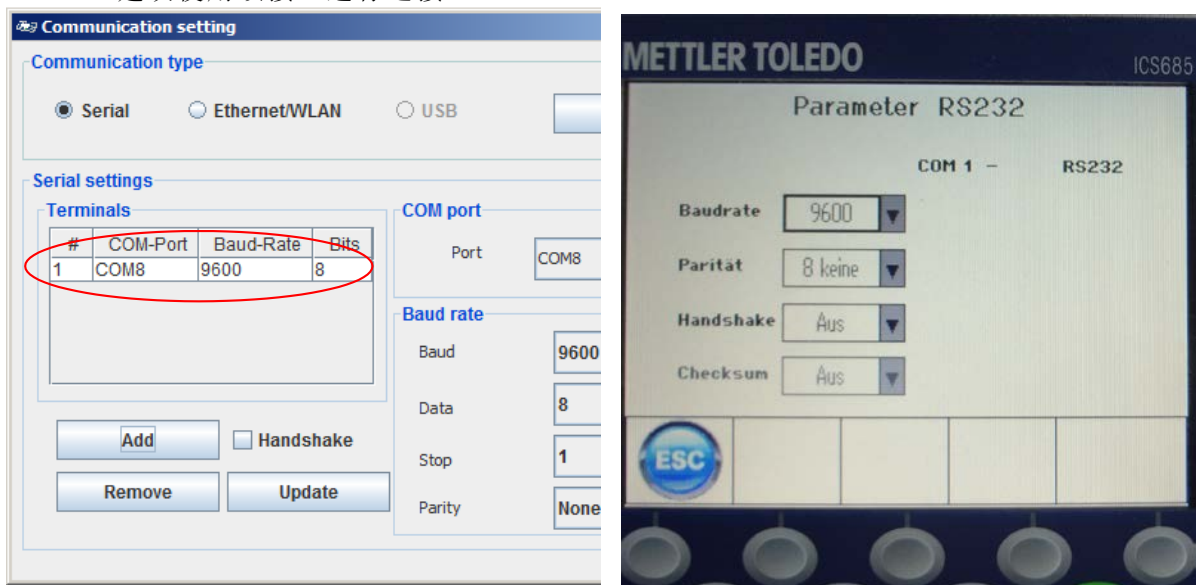 Communication setting
Communication type
Serial
Ethernet/WLAN
USB
Serial settings
Terminals
# COM-Port Baud-Rate Bits
1 COM8 9600 8
Add
Handshake
Remove
Update
COM port
Port COM8
Baud rate
Baud 9600
Data 8
Stop 1
Parity None
METTLER TOLEDO
ICS685
Parameter RS232
COM 1 - RS232
Baudrate 9600
Parität 8 keine
Handshake Aus
Checksum Aus
ESC